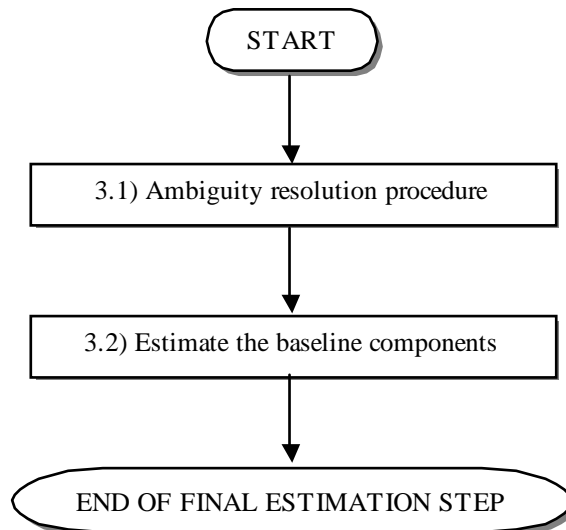 START
3.1) Ambiguity resolution procedure
3.2) Estimate the baseline components
END OF FINAL ESTIMATION STEP